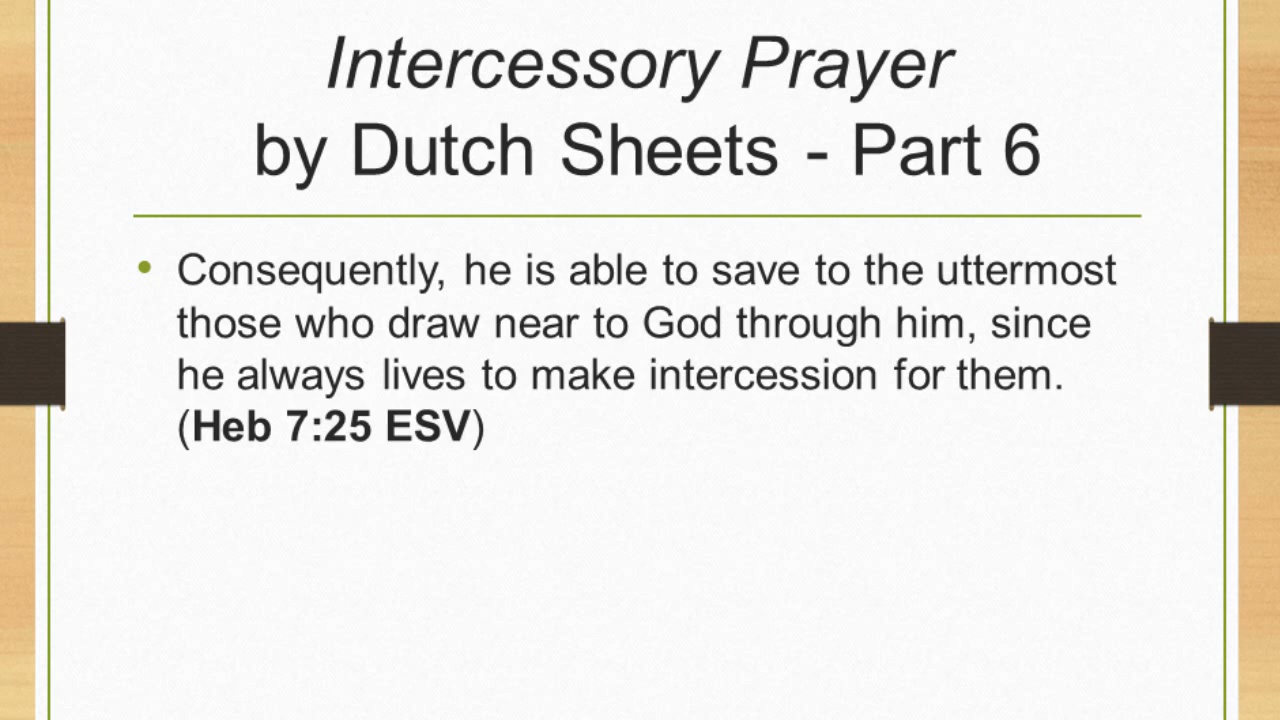 Intercessory Prayer
by Dutch Sheets - Part 6
• Consequently, he is able to save to the uttermost
those who draw near to God through him, since
he always lives to make intercession for them.
(Heb 7:25 ESV)